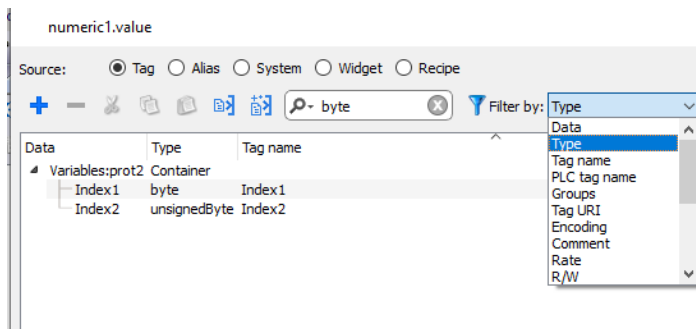 numeric1.value
Source: Tag Alias System Widget Recipe
byte Filter by: Type
Data Type Tag name
Variables:prot2 Container
Index1 byte Index1
Index2 unsignedByte Index2
Data
Type
Tag name
PLC tag name
Groups
Tag URI
Encoding
Comment
Rate
R/W